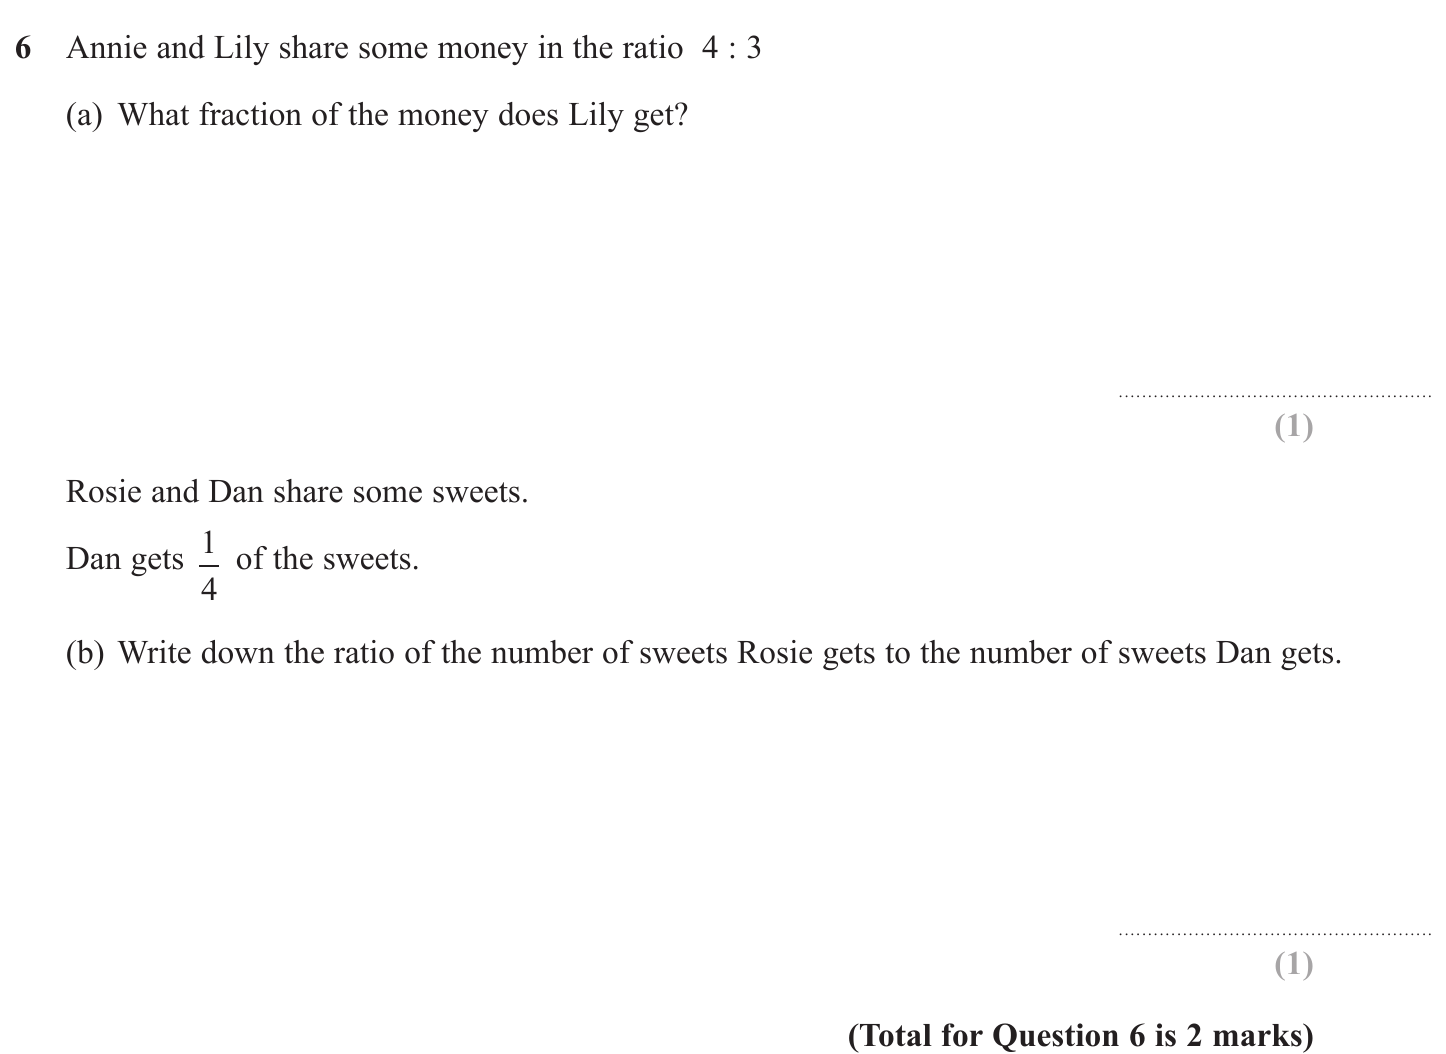 6 Annie and Lily share some money in the ratio 4 : 3
(a) What fraction of the money does Lily get?
(1)
Rosie and Dan share some sweets.
Dan gets 1/4 of the sweets.
(b) Write down the ratio of the number of sweets Rosie gets to the number of sweets Dan gets.
(1)
(Total for Question 6 is 2 marks)